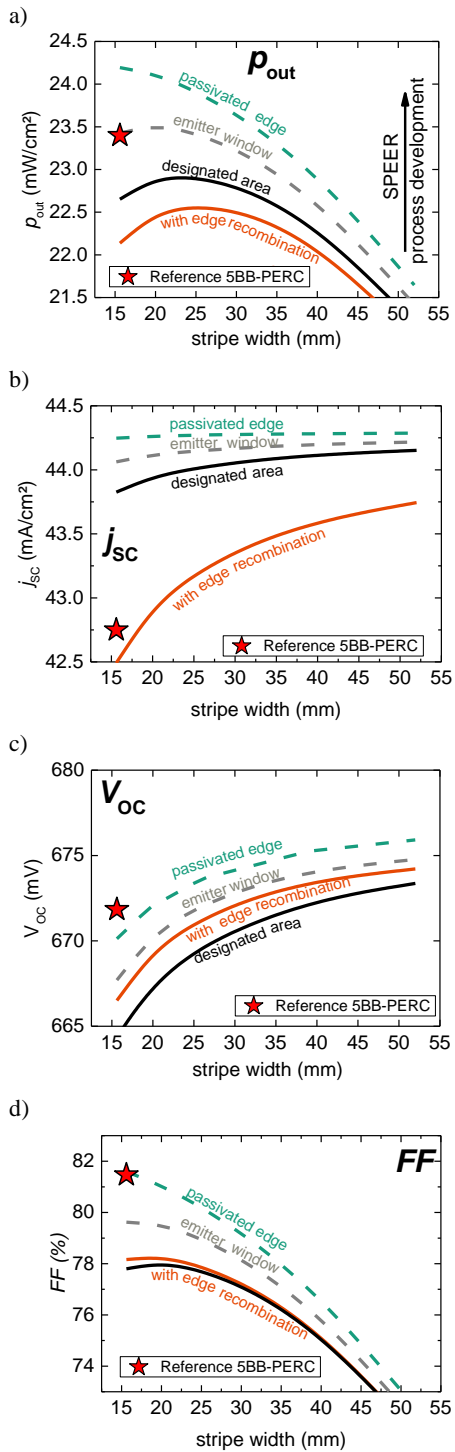 a)
24.5
24.0
23.5
23.0
22.5
22.0
21.5
p_out (mW/cm²)
p_out
passivated edge
emitter window
designated area
with edge recombination
SPEER
process development
Reference 5BB-PERC
15 20 25 30 35 40 45 50 55
stripe width (mm)
b)
44.5
44.0
43.5
43.0
42.5
j_SC (mA/cm²)
passivated edge
emitter window
designated area
j_SC
with edge recombination
Reference 5BB-PERC
15 20 25 30 35 40 45 50 55
stripe width (mm)
c)
680
675
670
665
V_OC (mV)
V_OC
passivated edge
emitter window
with edge recombination
designated area
Reference 5BB-PERC
15 20 25 30 35 40 45 50 55
stripe width (mm)
d)
82
80
78
76
74
FF (%)
FF
passivated edge
emitter window
with edge recombination
Reference 5BB-PERC
15 20 25 30 35 40 45 50 55
stripe width (mm)